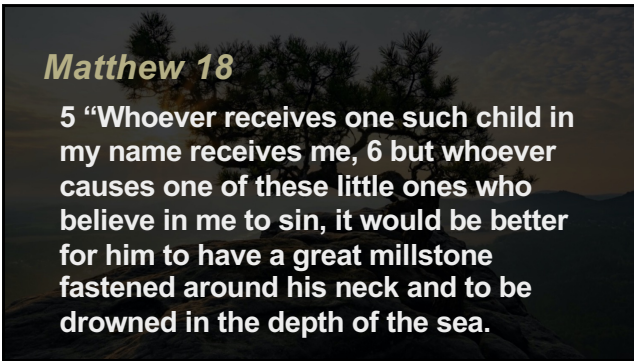 Matthew 18
5 “Whoever receives one such child in
my name receives me, 6 but whoever
causes one of these little ones who
believe in me to sin, it would be better
for him to have a great millstone
fastened around his neck and to be
drowned in the depth of the sea.